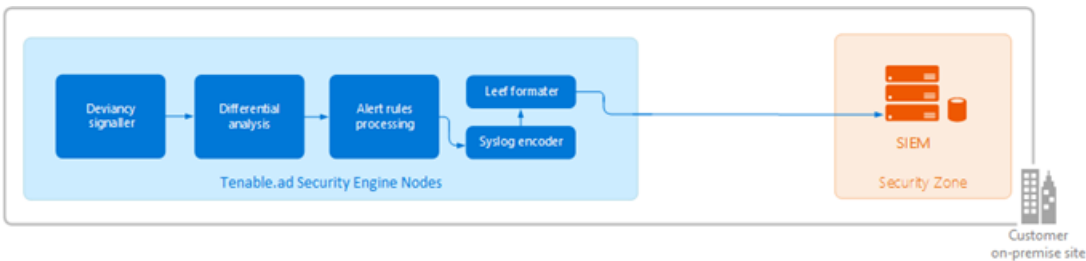 Deviancy
signaller
Differential
analysis
Alert rules
processing
Leef formater
Syslog encoder
Tenable.ad Security Engine Nodes
SIEM
Security Zone
Customer
on-premise site